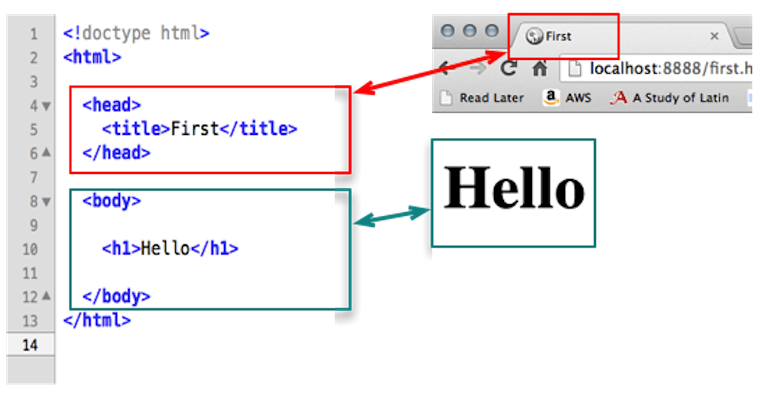 1 <!doctype html>
2 <html>
3
4 <head>
5 <title>First</title>
6 </head>
7
8 <body>
9
10 <h1>Hello</h1>
11
12 </body>
13 </html>
14
First
localhost:8888/first.h
Read Later AWS A Study of Latin
Hello